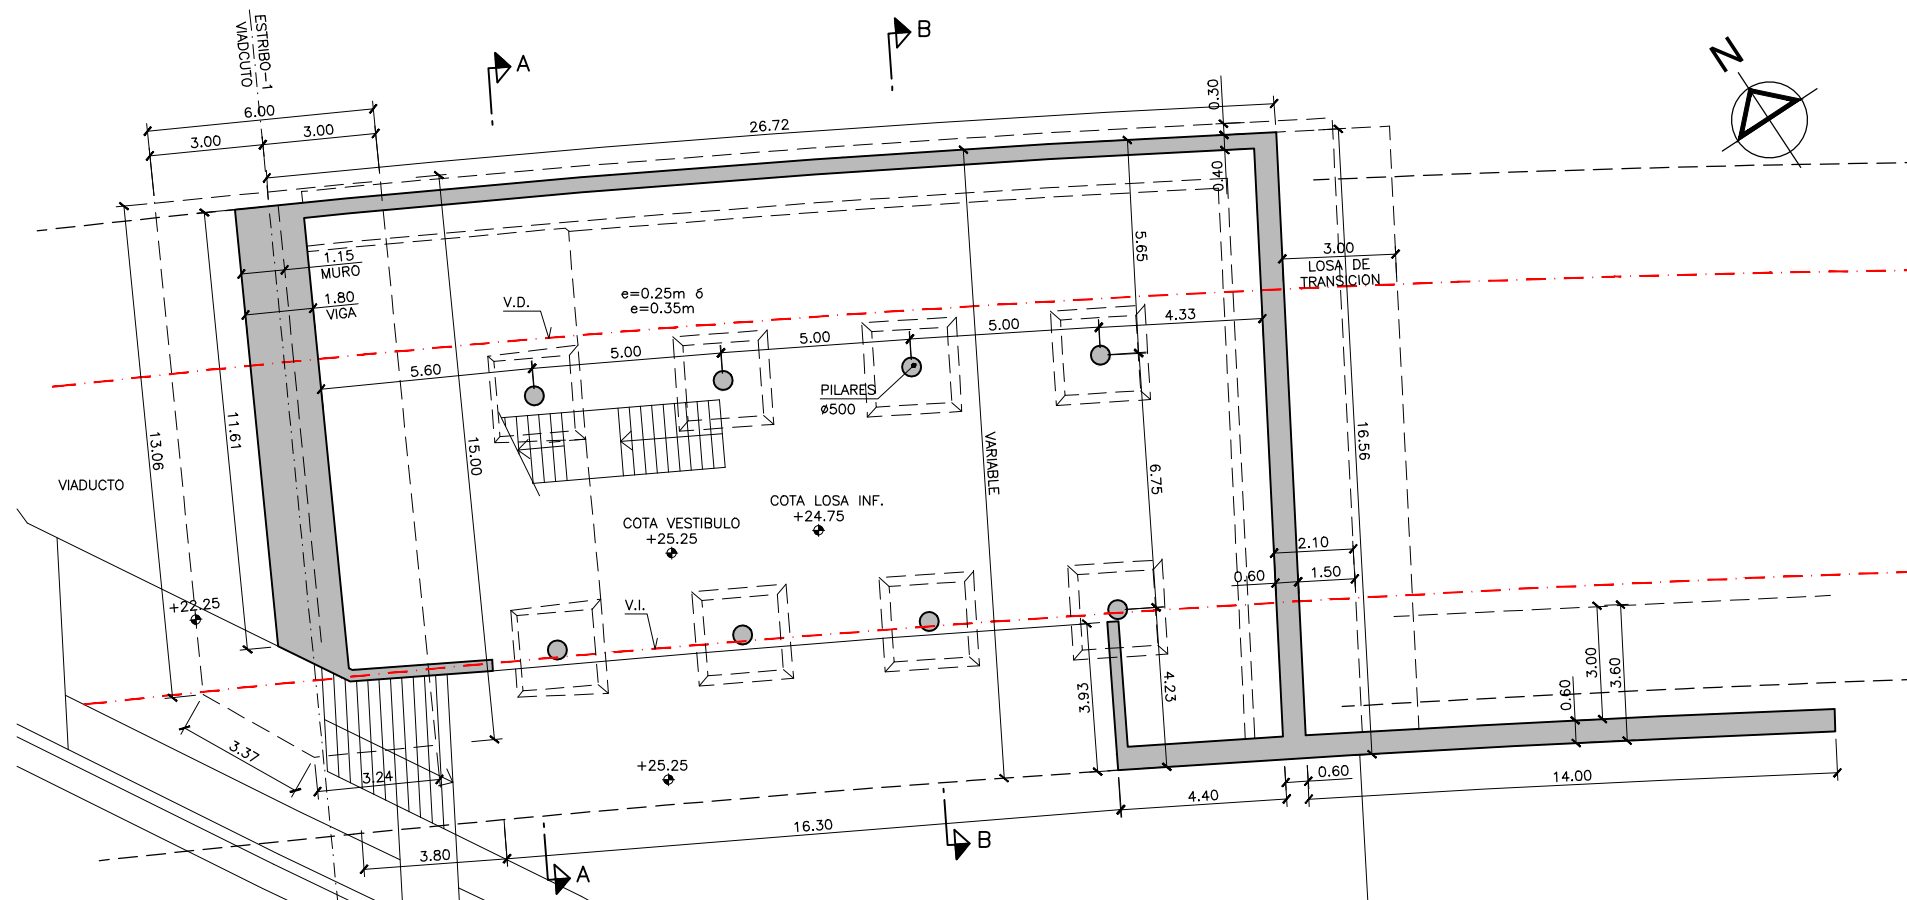 ESTRIBO-1
VIADCUTO
A
B
N
6.00
3.00
3.00
26.72
0.30
0.40
1.15
MURO
1.80
VIGA
V.D.
e=0.25m ó
e=0.35m
5.65
3.00
LOSA DE
TRANSICION
5.60
5.00
5.00
5.00
4.33
PILARES
ø500
13.06
11.61
15.00
VARIABLE
16.56
6.75
VIADUCTO
COTA LOSA INF.
+24.75
COTA VESTIBULO
+25.25
2.10
0.60
1.50
+22.25
V.I.
3.93
4.23
3.00
3.60
0.60
3.37
3.24
+25.25
0.60
14.00
4.40
16.30
3.80
B
A